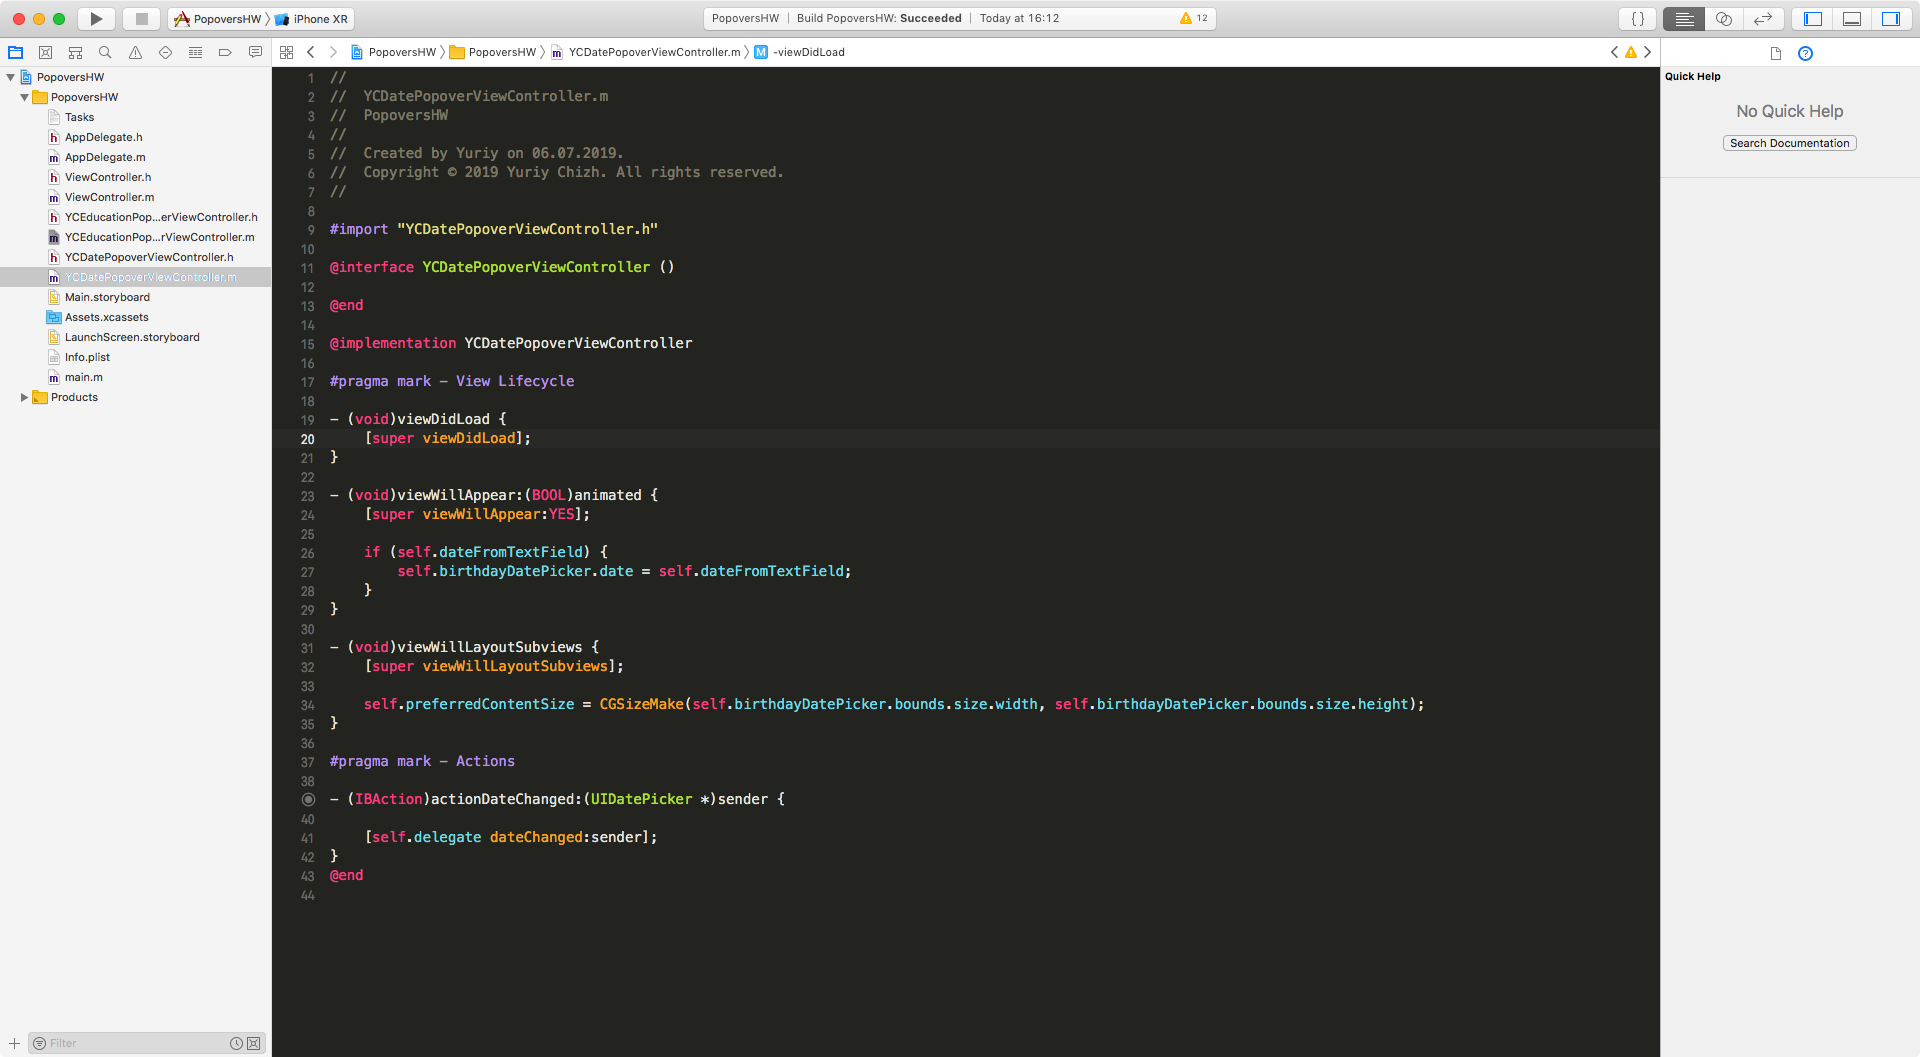 PopoversHW
iPhone XR
PopoversHW
Build PopoversHW: Succeeded
Today at 16:12
12
{}
PopoversHW
PopoversHW
YCDatePopoverViewController.m
M
-viewDidLoad
PopoversHW
PopoversHW
Tasks
h AppDelegate.h
m AppDelegate.m
h ViewController.h
m ViewController.m
h YCEducationPop...erViewController.h
m YCEducationPop...rViewController.m
h YCDatePopoverViewController.h
m YCDatePopoverViewController.m
Main.storyboard
Assets.xcassets
LaunchScreen.storyboard
Info.plist
m main.m
Products
Filter
1 //
2 //  YCDatePopoverViewController.m
3 //  PopoversHW
4 //
5 //  Created by Yuriy on 06.07.2019.
6 //  Copyright © 2019 Yuriy Chizh. All rights reserved.
7 //
8
9 #import "YCDatePopoverViewController.h"
10
11 @interface YCDatePopoverViewController ()
12
13 @end
14
15 @implementation YCDatePopoverViewController
16
17 #pragma mark - View Lifecycle
18
19 - (void)viewDidLoad {
20     [super viewDidLoad];
21 }
22
23 - (void)viewWillAppear:(BOOL)animated {
24     [super viewWillAppear:YES];
25
26     if (self.dateFromTextField) {
27         self.birthdayDatePicker.date = self.dateFromTextField;
28     }
29 }
30
31 - (void)viewWillLayoutSubviews {
32     [super viewWillLayoutSubviews];
33
34     self.preferredContentSize = CGSizeMake(self.birthdayDatePicker.bounds.size.width, self.birthdayDatePicker.bounds.size.height);
35 }
36
37 #pragma mark - Actions
38
- (IBAction)actionDateChanged:(UIDatePicker *)sender {
40
41     [self.delegate dateChanged:sender];
42 }
43 @end
44
Quick Help
No Quick Help
Search Documentation